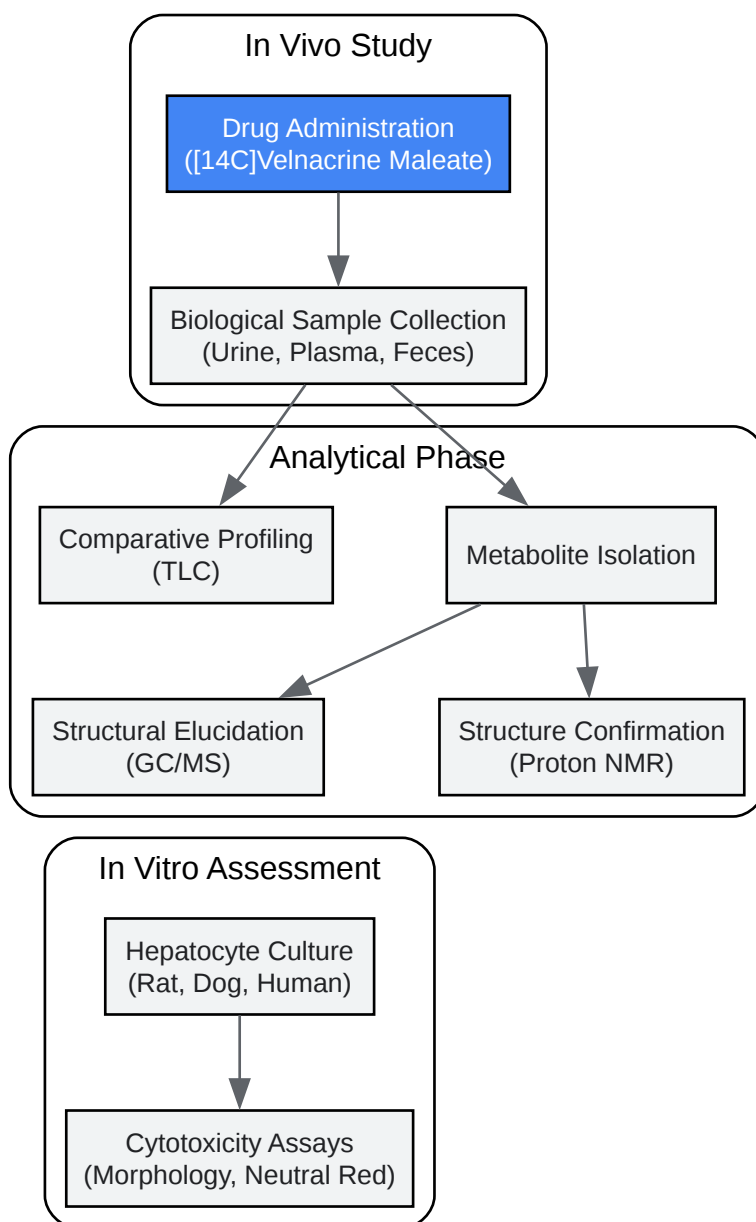 In Vivo Study
Drug Administration
([14C]Velnacrine Maleate)
Biological Sample Collection
(Urine, Plasma, Feces)
Analytical Phase
Comparative Profiling
(TLC)
Metabolite Isolation
Structural Elucidation
(GC/MS)
Structure Confirmation
(Proton NMR)
In Vitro Assessment
Hepatocyte Culture
(Rat, Dog, Human)
Cytotoxicity Assays
(Morphology, Neutral Red)